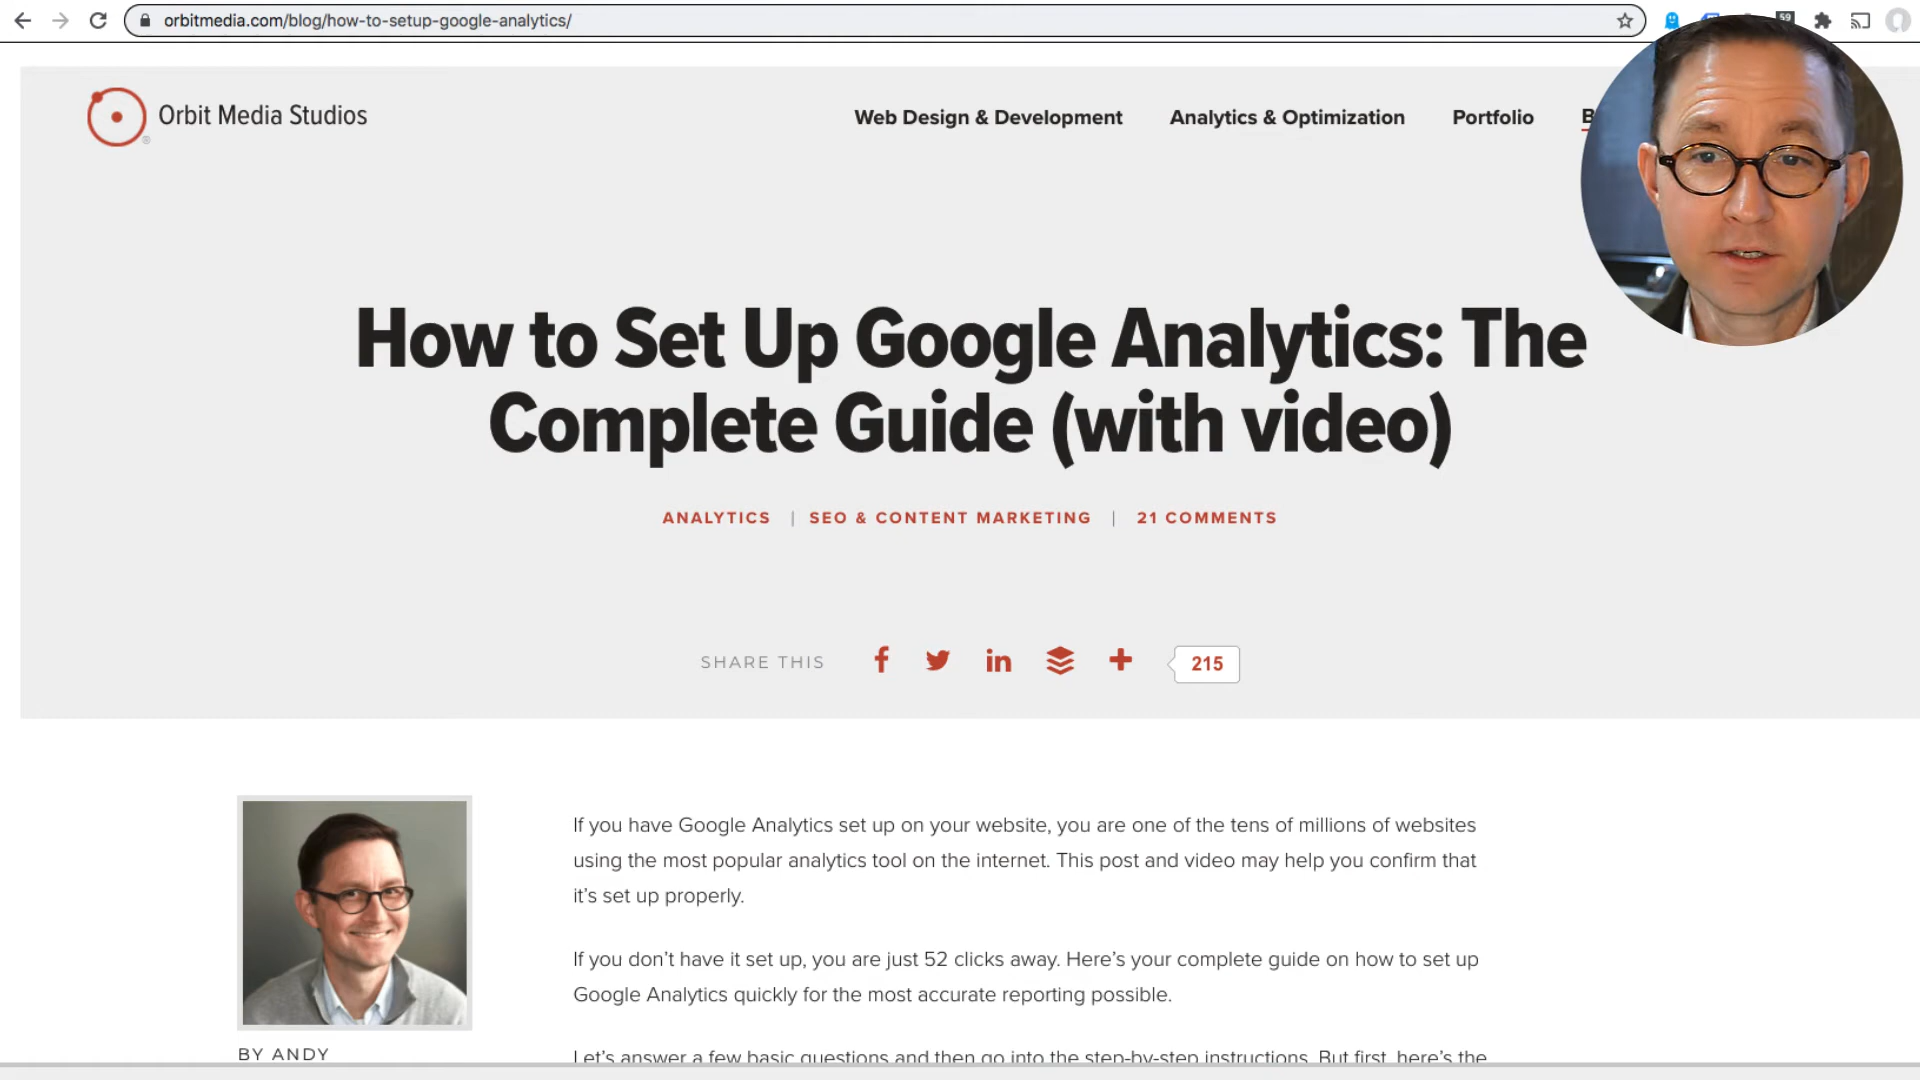 orbitmedia.com/blog/how-to-setup-google-analytics/
59
Orbit Media Studios
®
Web Design & Development
Analytics & Optimization
Portfolio
B
How to Set Up Google Analytics: The
Complete Guide (with video)
ANALYTICS | SEO & CONTENT MARKETING | 21 COMMENTS
SHARE THIS
215
If you have Google Analytics set up on your website, you are one of the tens of millions of websites
using the most popular analytics tool on the internet. This post and video may help you confirm that
it's set up properly.
If you don't have it set up, you are just 52 clicks away. Here's your complete guide on how to set up
Google Analytics quickly for the most accurate reporting possible.
BY ANDY
Let's answer a few basic questions and then go into the step-by-step instructions. But first, here's the